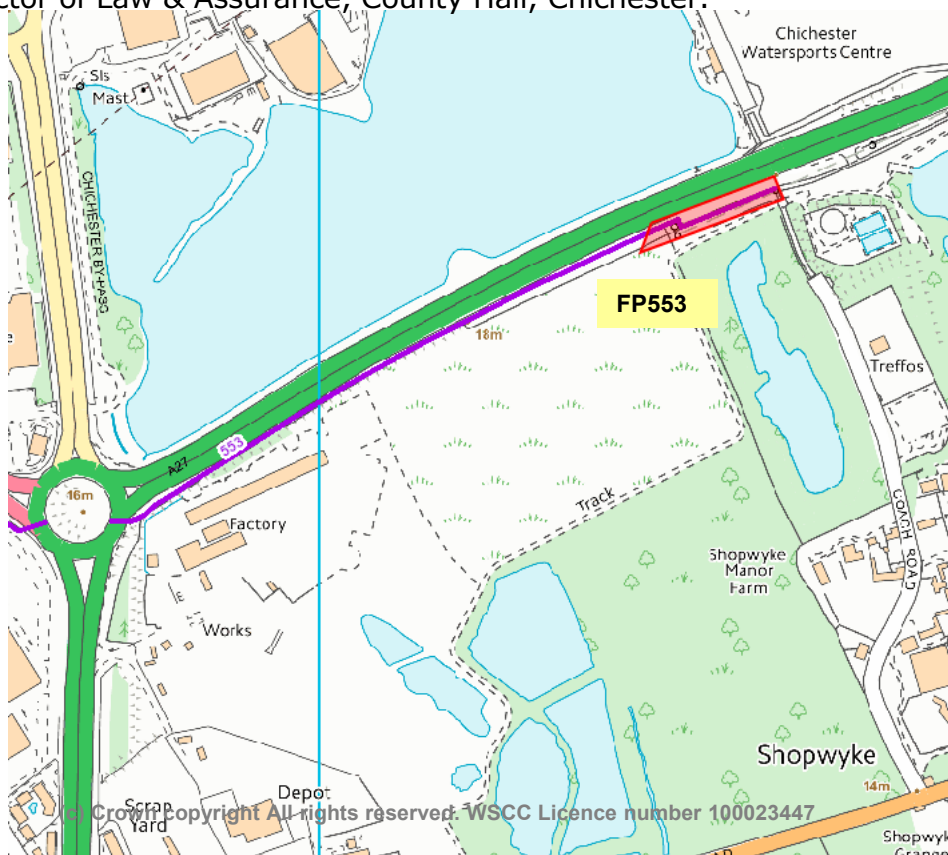 ctor of Law & Assurance, County Hall, Chichester.
Chichester
Watersports Centre
Sls
Mast
CHICHESTER BY-PASS
FP553
18m
Treffos
553
A27
16m
Factory
Track
COACH ROAD
Shopwyke
Manor
Farm
Works
Shopwyke
14m
Depot
Scrap
Yard
(c) Crown copyright All rights reserved. WSCC Licence number 100023447
Shopwyk
Grange